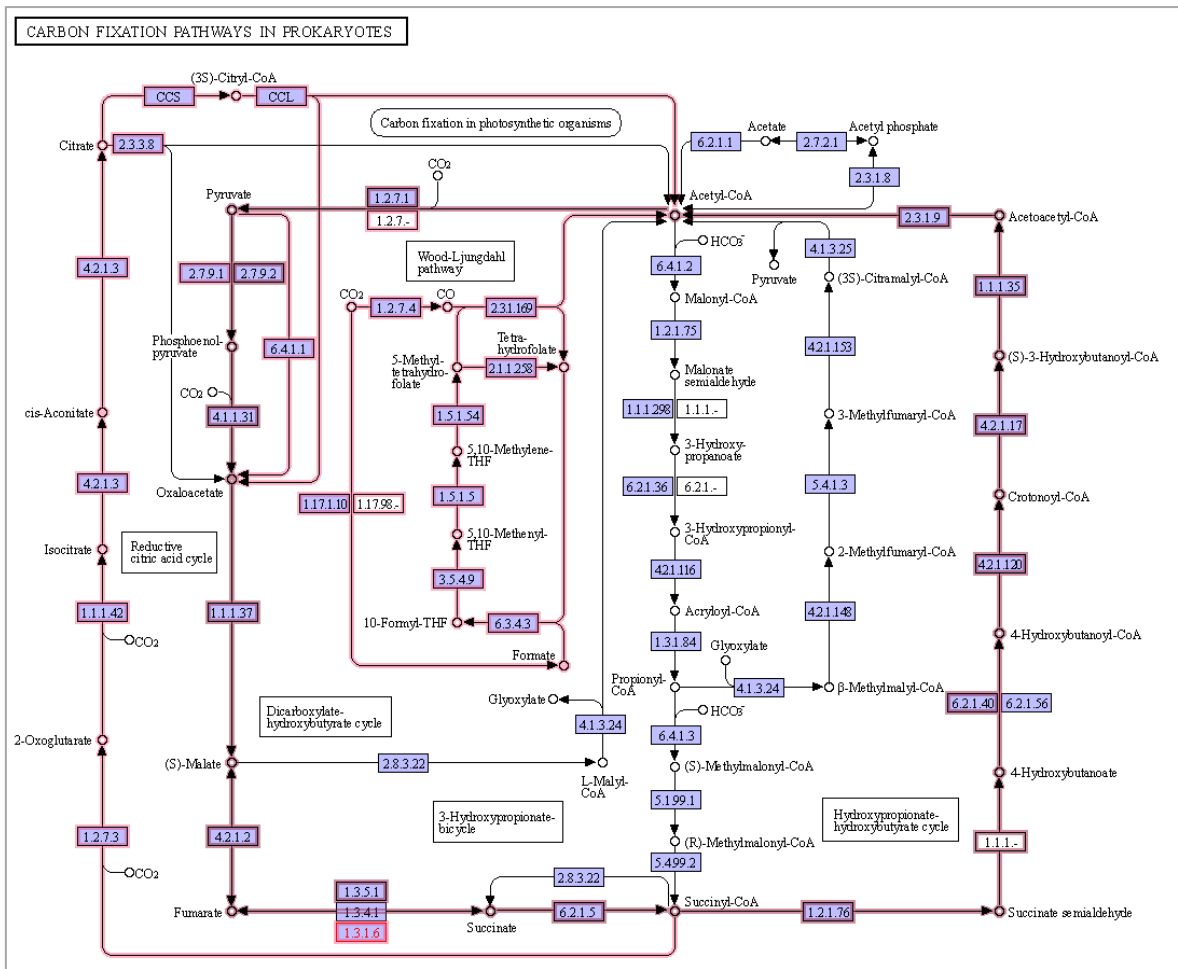 CARBON FIXATION PATHWAYS IN PROKARYOTES
(3S)-Citryl-CoA
CCS
CCL
Carbon fixation in photosynthetic organisms
Citrate
2.3.3.8
CO2
6.2.1.1
Acetate
2.7.2.1
Acetyl phosphate
2.3.1.8
Pyruvate
1.2.7.1
1.2.7.-
Acetyl-CoA
2.3.1.9
Acetoacetyl-CoA
HCO3-
4.1.3.25
Wood-Ljungdahl
pathway
4.2.1.3
2.7.9.1
2.7.9.2
6.4.1.2
Pyruvate
(3S)-Citramalyl-CoA
1.1.1.35
CO2
1.2.7.4
CO
2.3.1.169
Malonyl-CoA
1.2.1.75
Phosphoenol-
pyruvate
6.4.1.1
5-Methyl-
tetrahydro-
folate
Tetra-
hydrofolate
2.1.1.258
4.2.1.153
(S)-3-Hydroxybutanoyl-CoA
Malonate
semialdehyde
CO2
cis-Aconitate
4.1.1.31
1.5.1.54
1.1.1.298
1.1.1.-
3-Methylfumaryl-CoA
4.2.1.17
5,10-Methylene-
THF
3-Hydroxy-
propanoate
4.2.1.3
Oxaloacetate
1.17.1.10
1.17.98.-
1.5.1.5
6.2.1.36
6.2.1.-
5.4.1.3
Crotonoyl-CoA
Isocitrate
Reductive
citric acid cycle
5,10-Methenyl-
THF
3-Hydroxypropionyl-
CoA
2-Methylfumaryl-CoA
3.5.4.9
4.2.1.116
4.2.1.120
1.1.1.42
1.1.1.37
10-Formyl-THF
6.3.4.3
Acryloyl-CoA
4.2.1.148
CO2
1.3.1.84
4-Hydroxybutanoyl-CoA
Formate
Glyoxylate
Propionyl-
CoA
4.1.3.24
β-Methylmalyl-CoA
Glyoxylate
HCO3-
6.2.1.40
6.2.1.56
Dicarboxylate-
hydroxybutyrate cycle
4.1.3.24
6.4.1.3
2-Oxoglutarate
(S)-Malate
2.8.3.22
L-Malyl-
CoA
(S)-Methylmalonyl-CoA
4-Hydroxybutanoate
5.1.99.1
3-Hydroxypropionate-
bicycle
Hydroxypropionate-
hydroxybutyrate cycle
1.2.7.3
4.2.1.2
(R)-Methylmalonyl-CoA
1.1.1.-
5.4.99.2
CO2
2.8.3.22
1.3.5.1
Fumarate
1.3.4.1
1.3.1.6
Succinate
6.2.1.5
Succinyl-CoA
1.2.1.76
Succinate semialdehyde